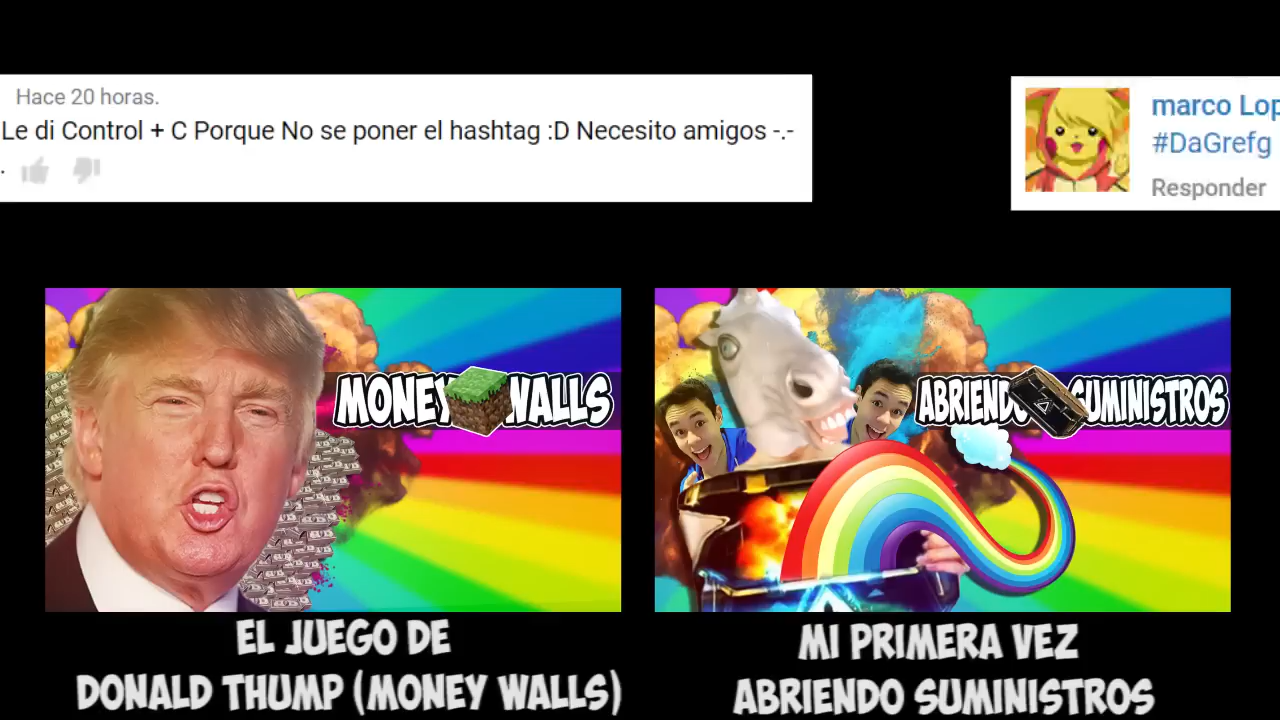 Hace 20 horas.
Le di Control + C Porque No se poner el hashtag :D Necesito amigos -.-
.
marco Lop
#DaGrefg
Responder
MONEY WALLS
ABRIENDO SUMINISTROS
EL JUEGO DE
DONALD THUMP (MONEY WALLS)
MI PRIMERA VEZ
ABRIENDO SUMINISTROS